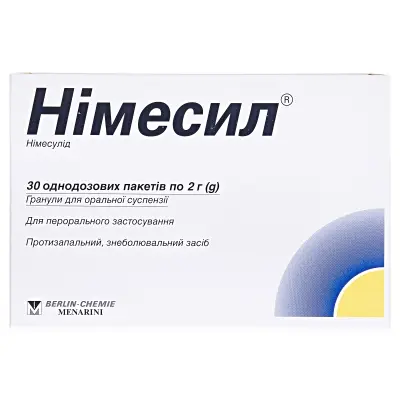 Німесил®
Німесулід
30 однодозових пакетів по 2 г (g)
Гранули для оральної суспензії
Для перорального застосування
Протизапальний, знеболювальний засіб
BERLIN-CHEMIE
MENARINI